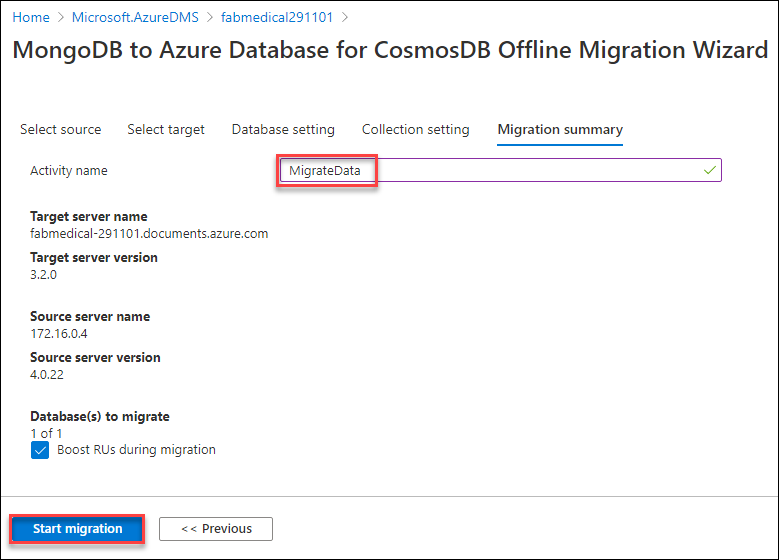 Home > Microsoft.AzureDMS > fabmedical291101 >
MongoDB to Azure Database for CosmosDB Offline Migration Wizard
Select source Select target Database setting Collection setting Migration summary
Activity name MigrateData
Target server name
fabmedical-291101.documents.azure.com
Target server version
3.2.0
Source server name
172.16.0.4
Source server version
4.0.22
Database(s) to migrate
1 of 1
Boost RUs during migration
Start migration << Previous